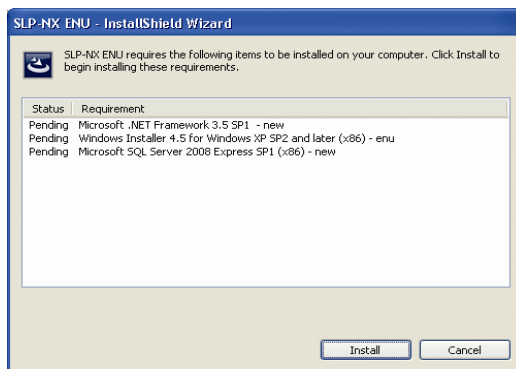 SLP-NX ENU - InstallShield Wizard
SLP-NX ENU requires the following items to be installed on your computer. Click Install to
begin installing these requirements.
Status Requirement
Pending Microsoft .NET Framework 3.5 SP1 - new
Pending Windows Installer 4.5 for Windows XP SP2 and later (x86) - enu
Pending Microsoft SQL Server 2008 Express SP1 (x86) - new
Install Cancel